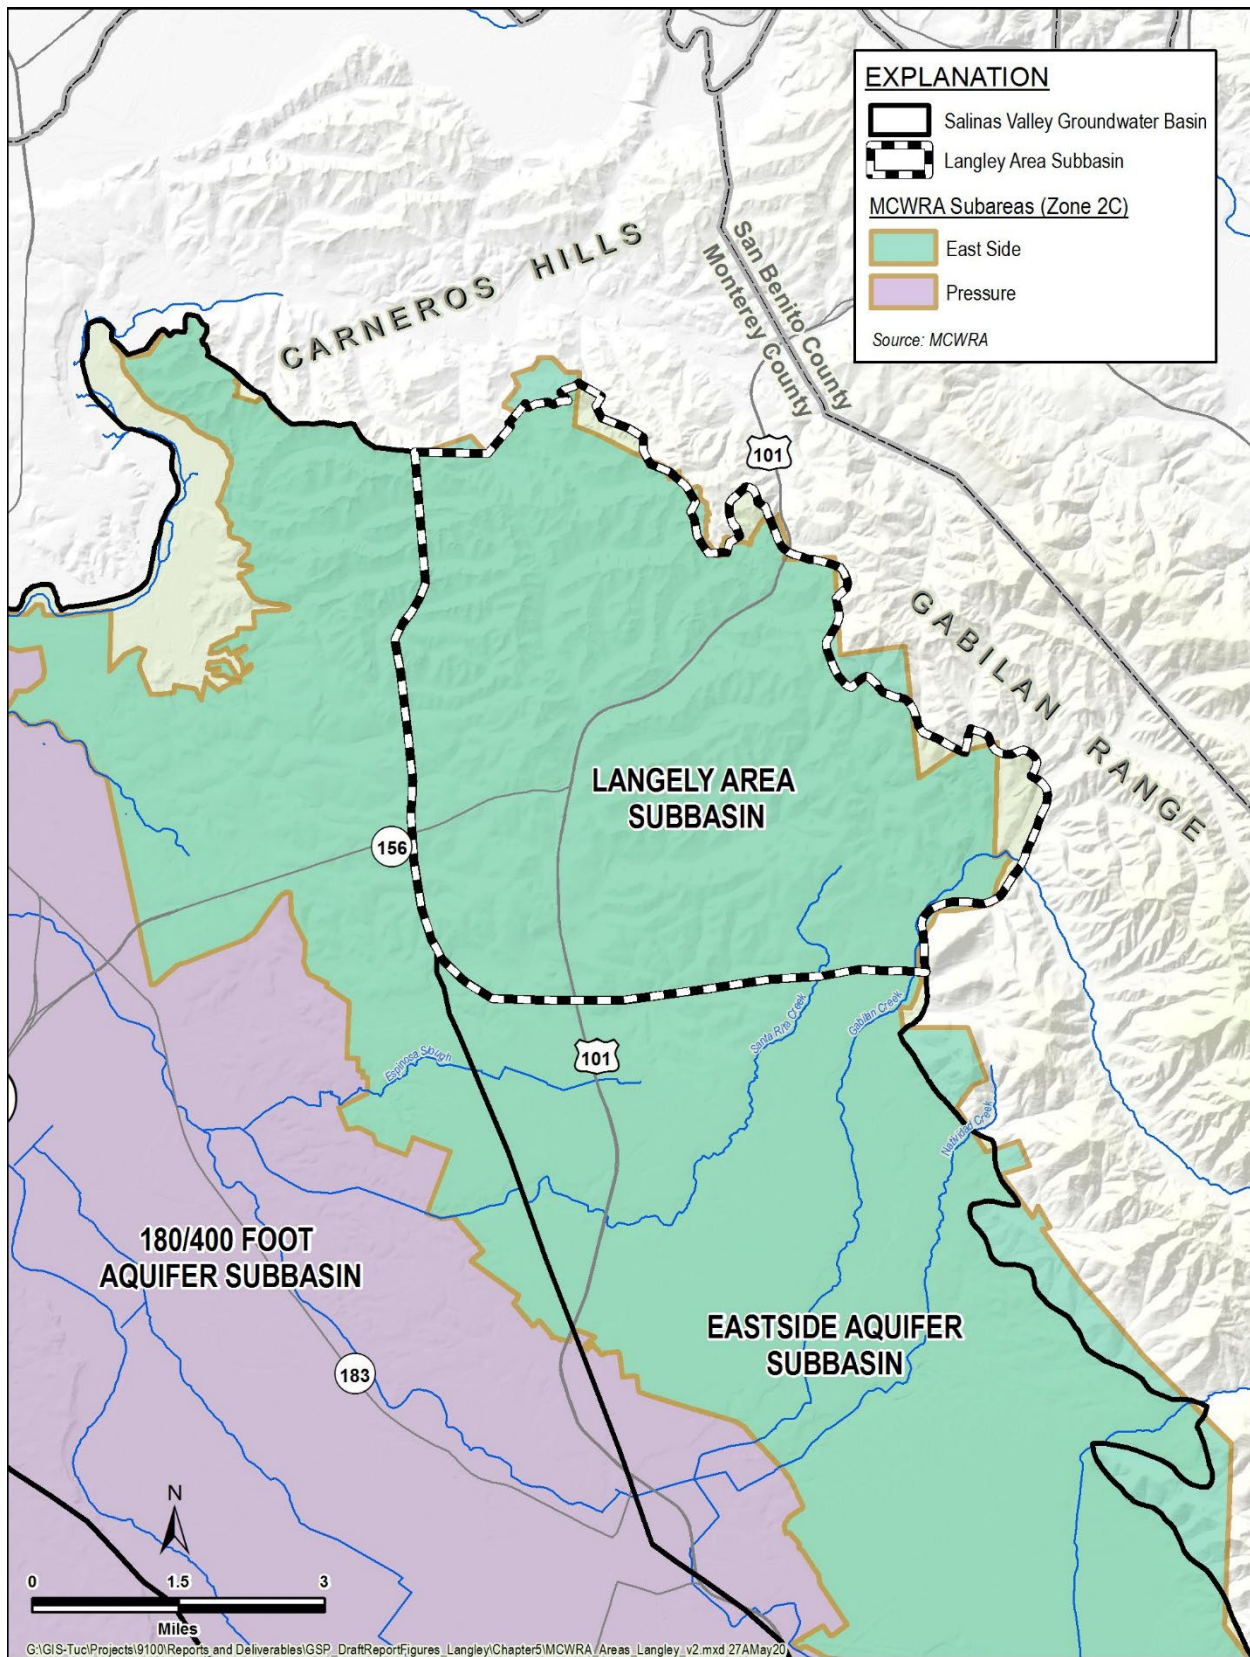 EXPLANATION
Salinas Valley Groundwater Basin
Langley Area Subbasin
MCWRA Subareas (Zone 2C)
East Side
Pressure
Source: MCWRA
San Benito County
Monterey County
CARNEROS HILLS
101
GABILAN RANGE
LANGELY AREA
SUBBASIN
156
Santa Rita Creek
Gabilan Creek
101
Espinosa Slough
Natividad Creek
180/400 FOOT
AQUIFER SUBBASIN
EASTSIDE AQUIFER
SUBBASIN
183
N
0 1.5 3
Miles
G:\GIS-Tuc\Projects\9100\Reports and Deliverables\GSP_DraftReportFigures_Langley\Chapter5\MCWRA_Areas_Langley_v2.mxd 27AMay20